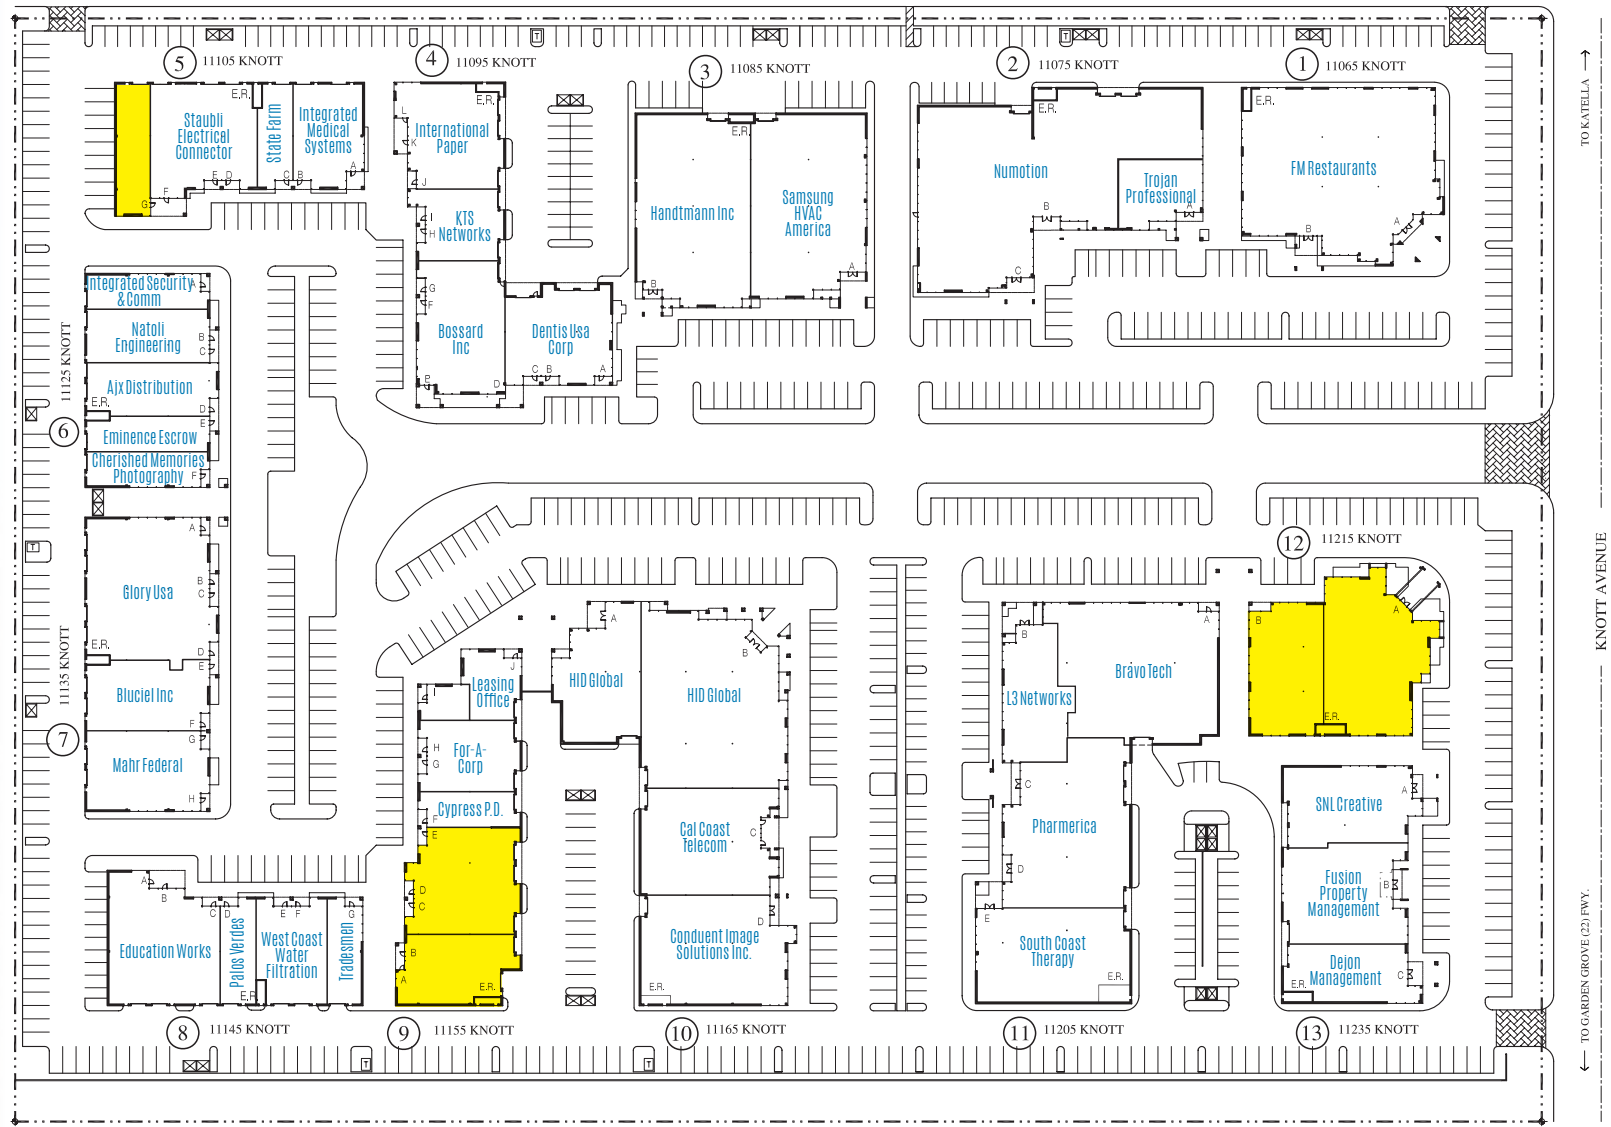 5
11105 KNOTT
4
11095 KNOTT
3
11085 KNOTT
2
11075 KNOTT
1
11065 KNOTT
TO KATELLA
T
T
Staubli
Electrical
Connector
E.R.
State Farm
Integrated
Medical
Systems
G
F
E
D
C
B
A
International
Paper
E.R.
L
K
J
KTS
Networks
I
H
Bossard
Inc
G
F
E
D
Dentis Usa
Corp
C
B
A
Handtmann Inc
E.R.
Samsung
HVAC
America
B
A
Numotion
E.R.
Trojan
Professional
B
A
C
FM Restaurants
E.R.
B
A
11125 KNOTT
6
Integrated Security
& Comm
A
Natoli
Engineering
B
C
Ajx Distribution
E.R.
D
E
Eminence Escrow
Cherished Memories
Photography
F
T
11135 KNOTT
7
A
Glory Usa
B
C
E.R.
D
E
Bluciel Inc
F
G
Mahr Federal
H
12
11215 KNOTT
A
B
E.R.
KNOTT AVENUE
J
Leasing
Office
I
For-A-
Corp
H
G
Cypress P.D.
F
E
D
C
B
A
E.R.
HID Global
A
HID Global
B
Cal Coast
Telecom
C
Conduent Image
Solutions Inc.
D
E.R.
Bravo Tech
A
L3 Networks
B
Pharmerica
C
D
E
South Coast
Therapy
E.R.
SNL Creative
A
Fusion
Property
Management
B
Dejon
Management
C
E.R.
A
B
Education Works
C
D
Palos Verdes
E.R.
E
F
West Coast
Water
Filtration
G
Tradesmen
8
11145 KNOTT
9
11155 KNOTT
10
11165 KNOTT
11
11205 KNOTT
13
11235 KNOTT
T
T
TO GARDEN GROVE (22) FWY.